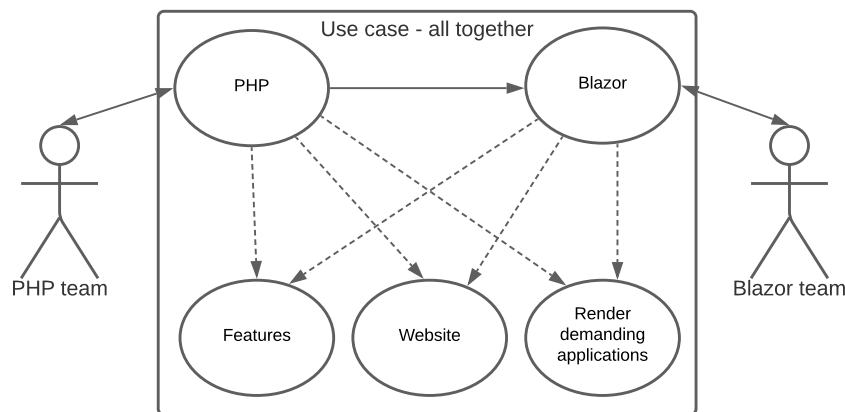 Use case - all together
PHP
Blazor
PHP team
Blazor team
Features
Website
Render
demanding
applications